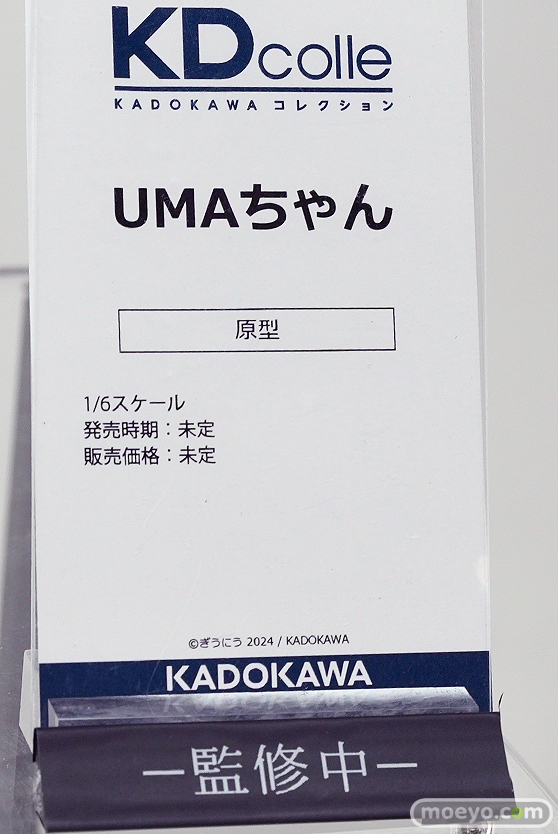 KDcolle
KADOKAWA コレクション
UMAちゃん
原型
1/6スケール
発売時期：未定
販売価格：未定
©ぎうにう 2024 / KADOKAWA
KADOKAWA
－監修中－
moeyo.com